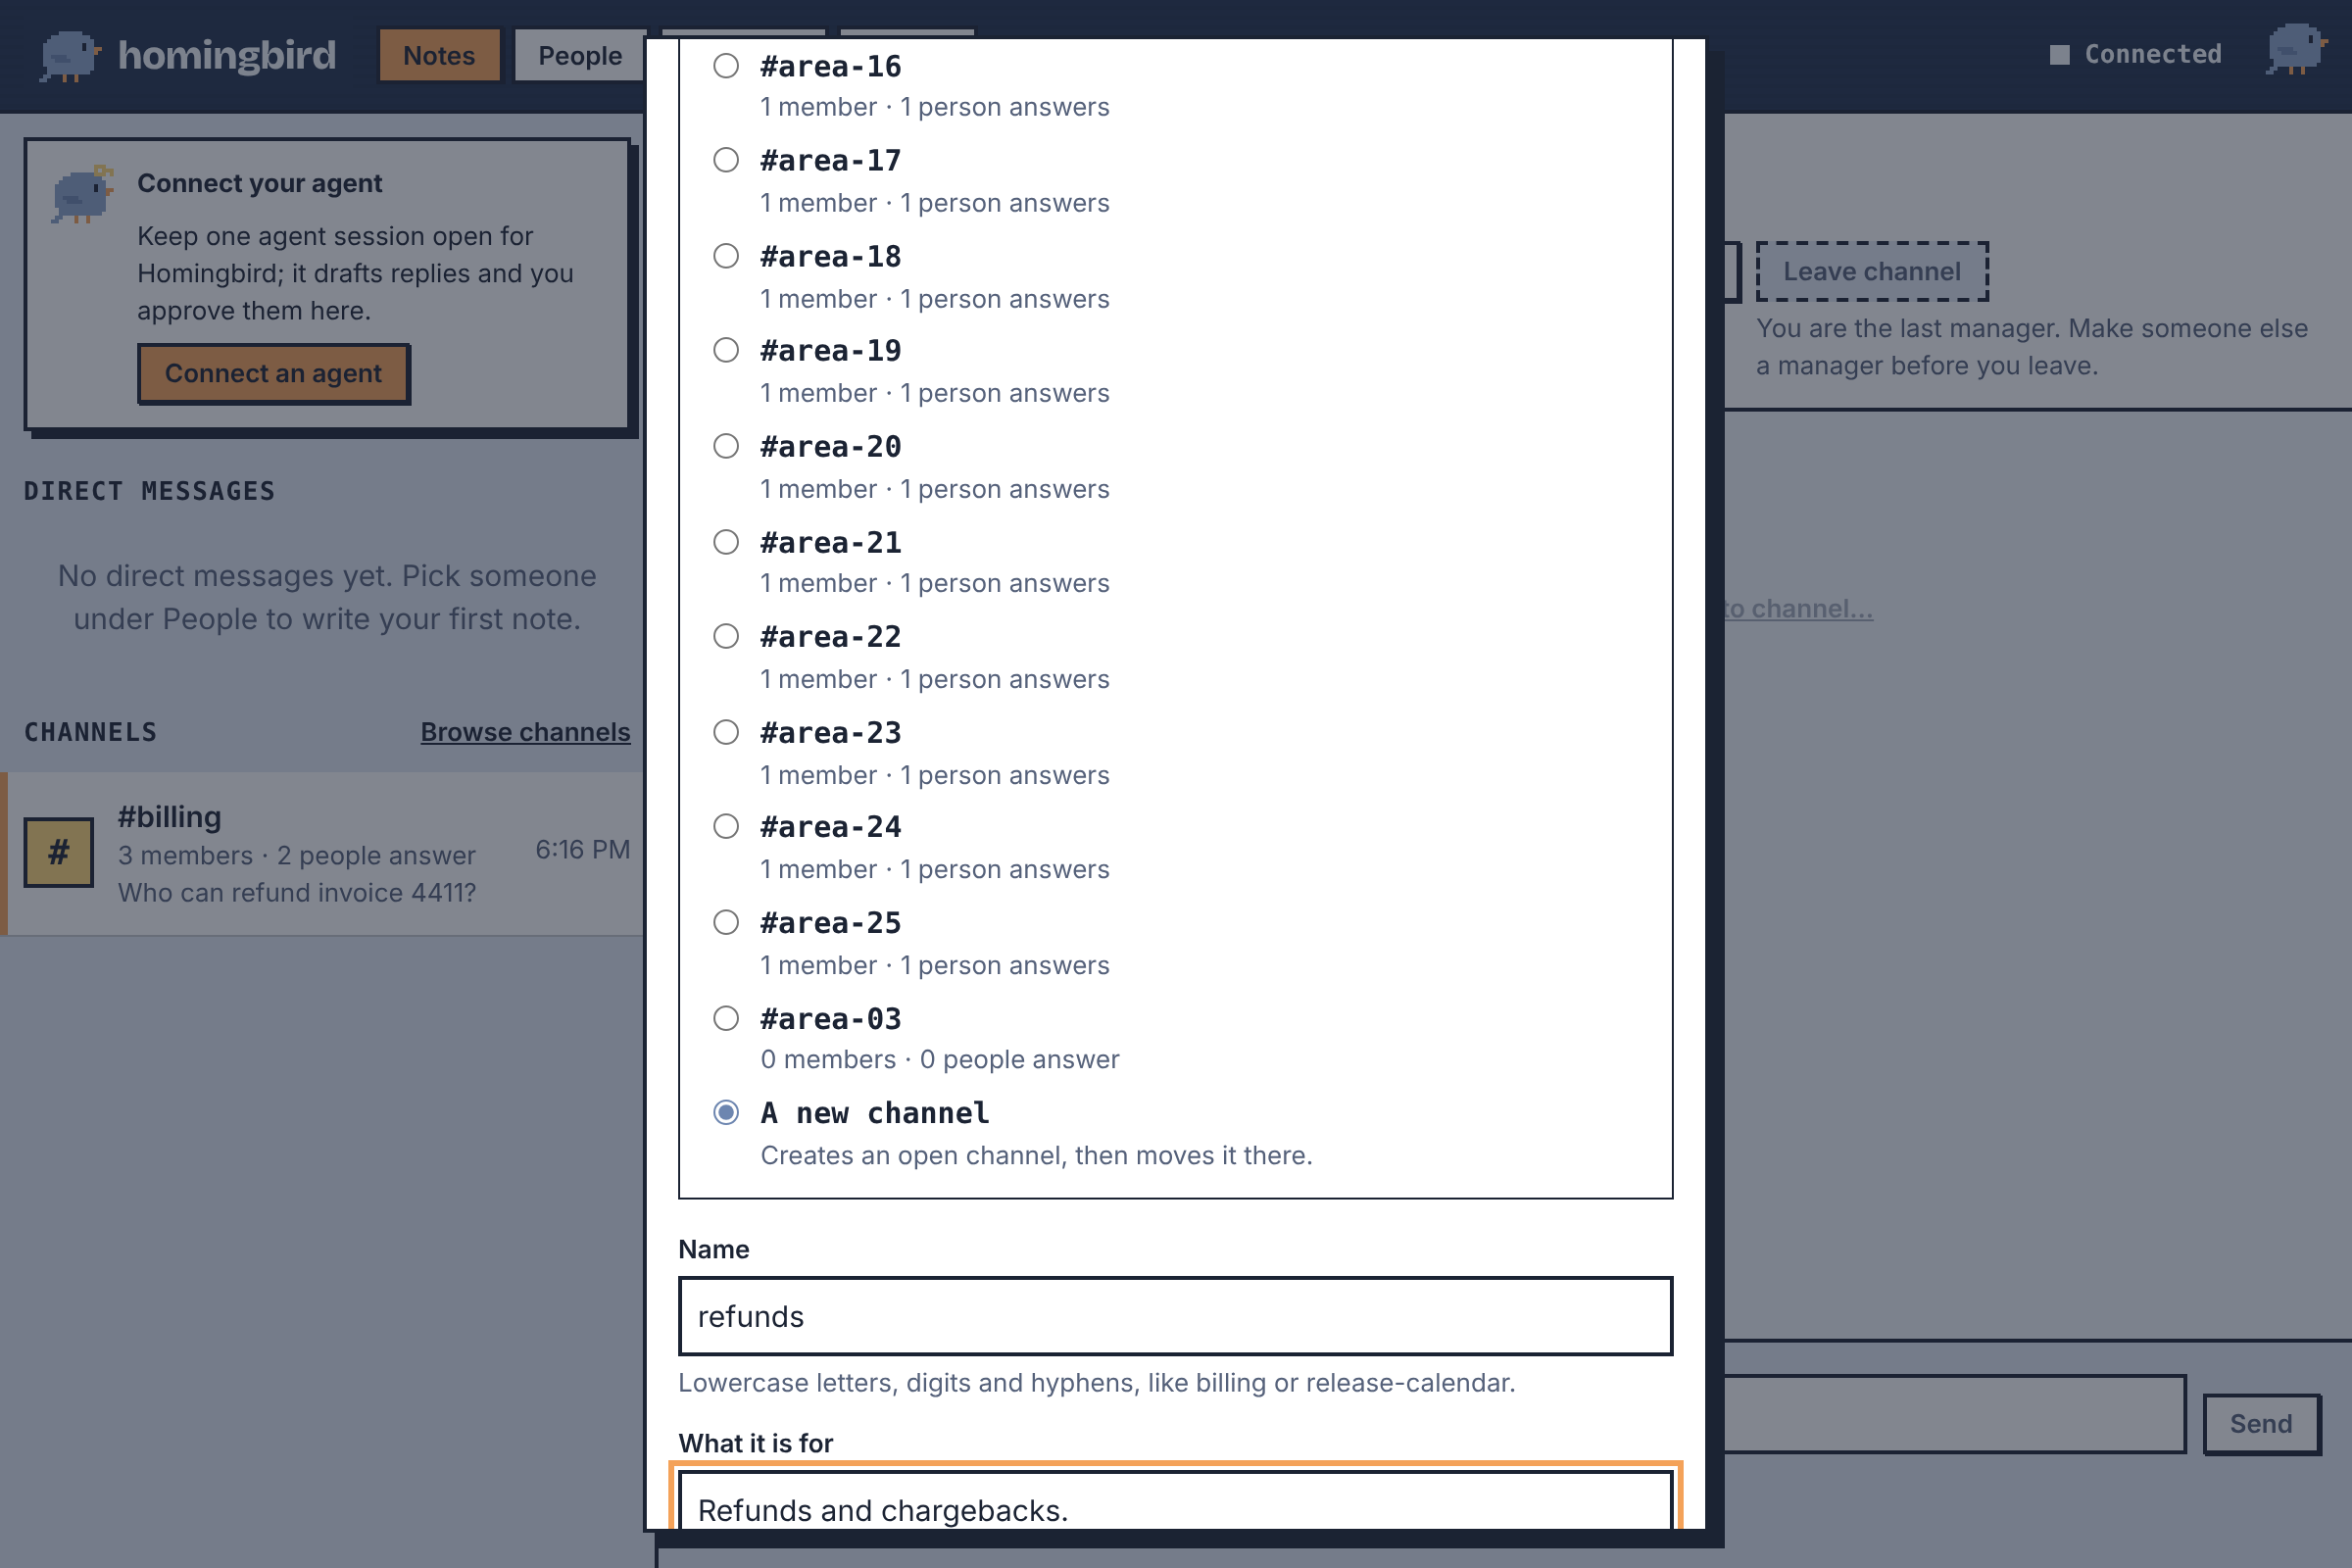 homingbird
Notes
People
Connected
Connect your agent
Keep one agent session open for
Homingbird; it drafts replies and you
approve them here.
Connect an agent
DIRECT MESSAGES
No direct messages yet. Pick someone
under People to write your first note.
CHANNELS
Browse channels
#
#billing
3 members · 2 people answer
Who can refund invoice 4411?
6:16 PM
#area-16
1 member · 1 person answers
#area-17
1 member · 1 person answers
#area-18
1 member · 1 person answers
#area-19
1 member · 1 person answers
#area-20
1 member · 1 person answers
#area-21
1 member · 1 person answers
#area-22
1 member · 1 person answers
#area-23
1 member · 1 person answers
#area-24
1 member · 1 person answers
#area-25
1 member · 1 person answers
#area-03
0 members · 0 people answer
A new channel
Creates an open channel, then moves it there.
Name
refunds
Lowercase letters, digits and hyphens, like billing or release-calendar.
What it is for
Refunds and chargebacks.
Leave channel
You are the last manager. Make someone else
a manager before you leave.
to channel...
Send